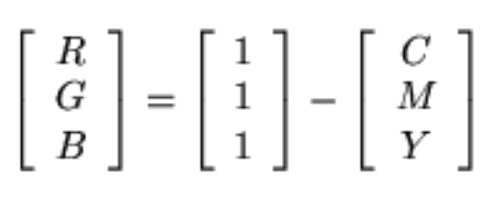 [ R ] [ 1 ] [ C ]
[ G ] = [ 1 ] − [ M ]
[ B ] [ 1 ] [ Y ]